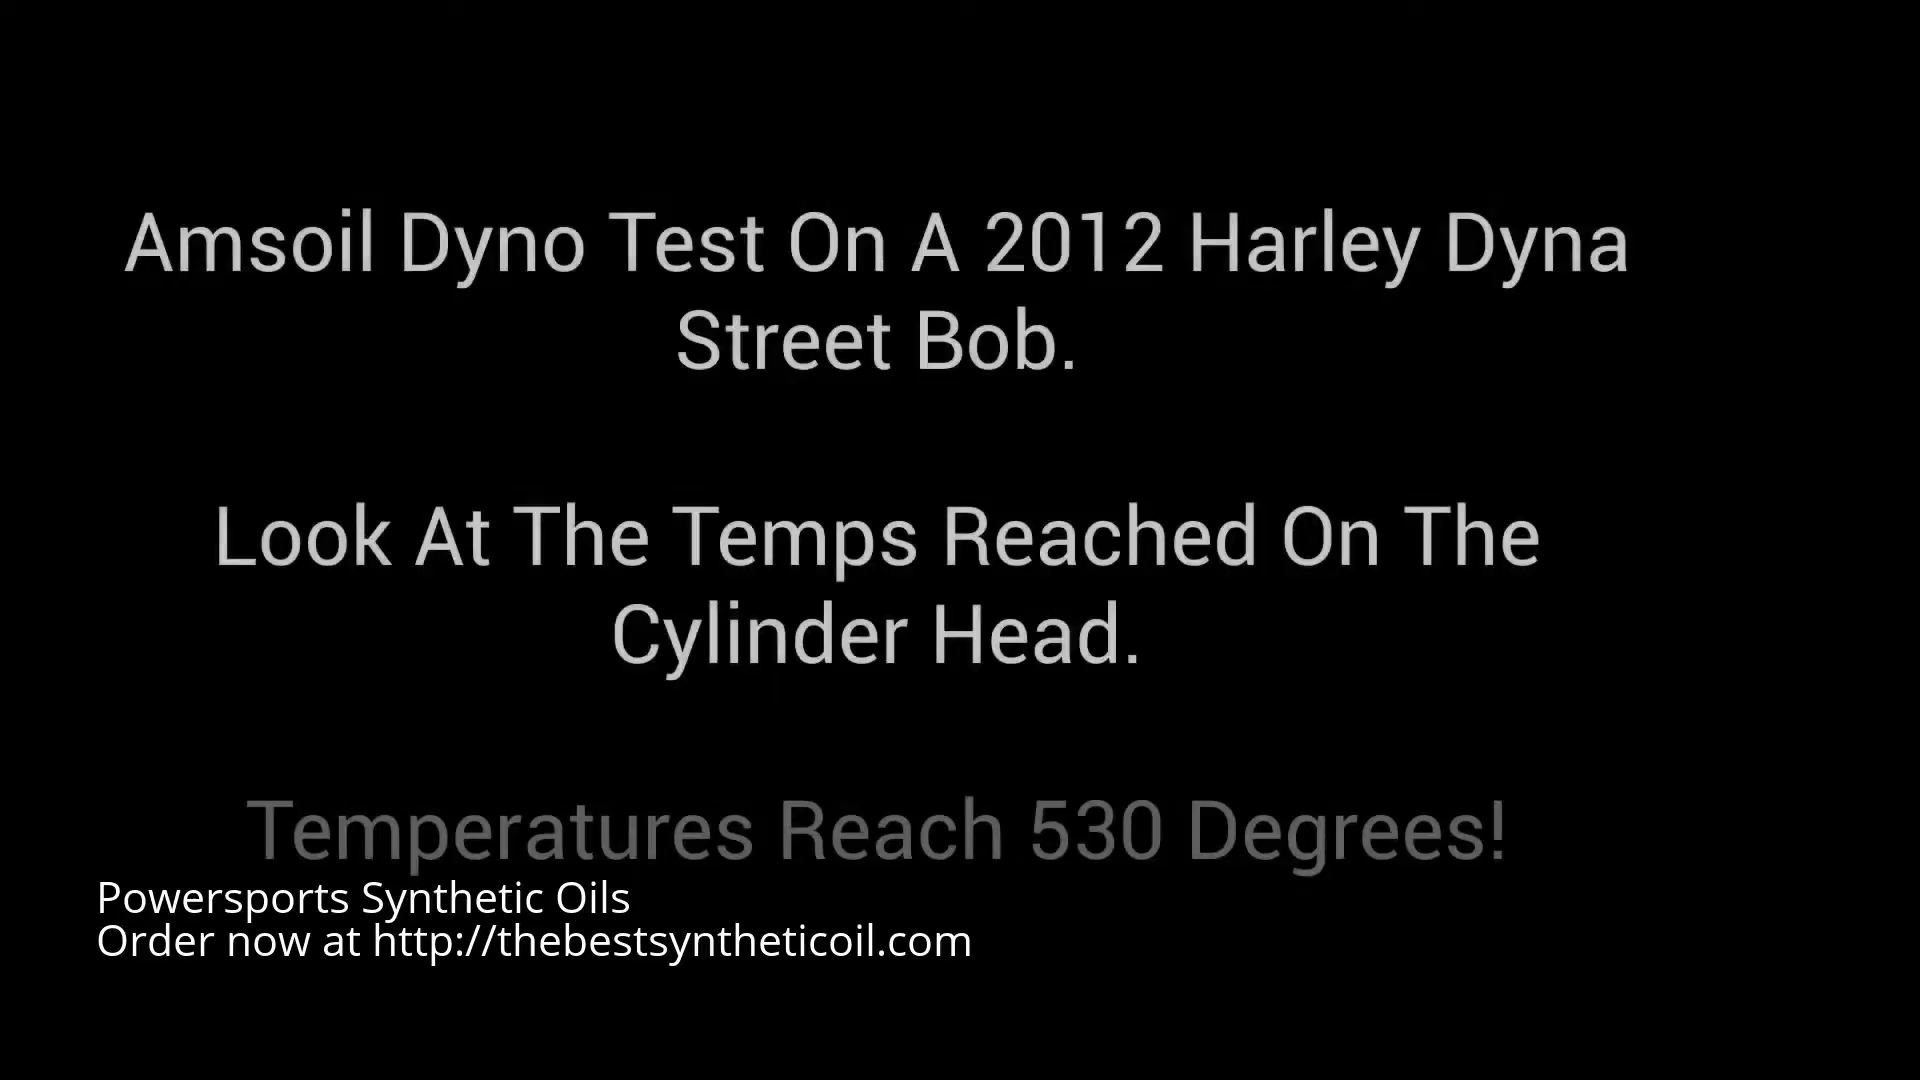 Amsoil Dyno Test On A 2012 Harley Dyna
Street Bob.
Look At The Temps Reached On The
Cylinder Head.
Temperatures Reach 530 Degrees!
Powersports Synthetic Oils
Order now at http://thebestsyntheticoil.com